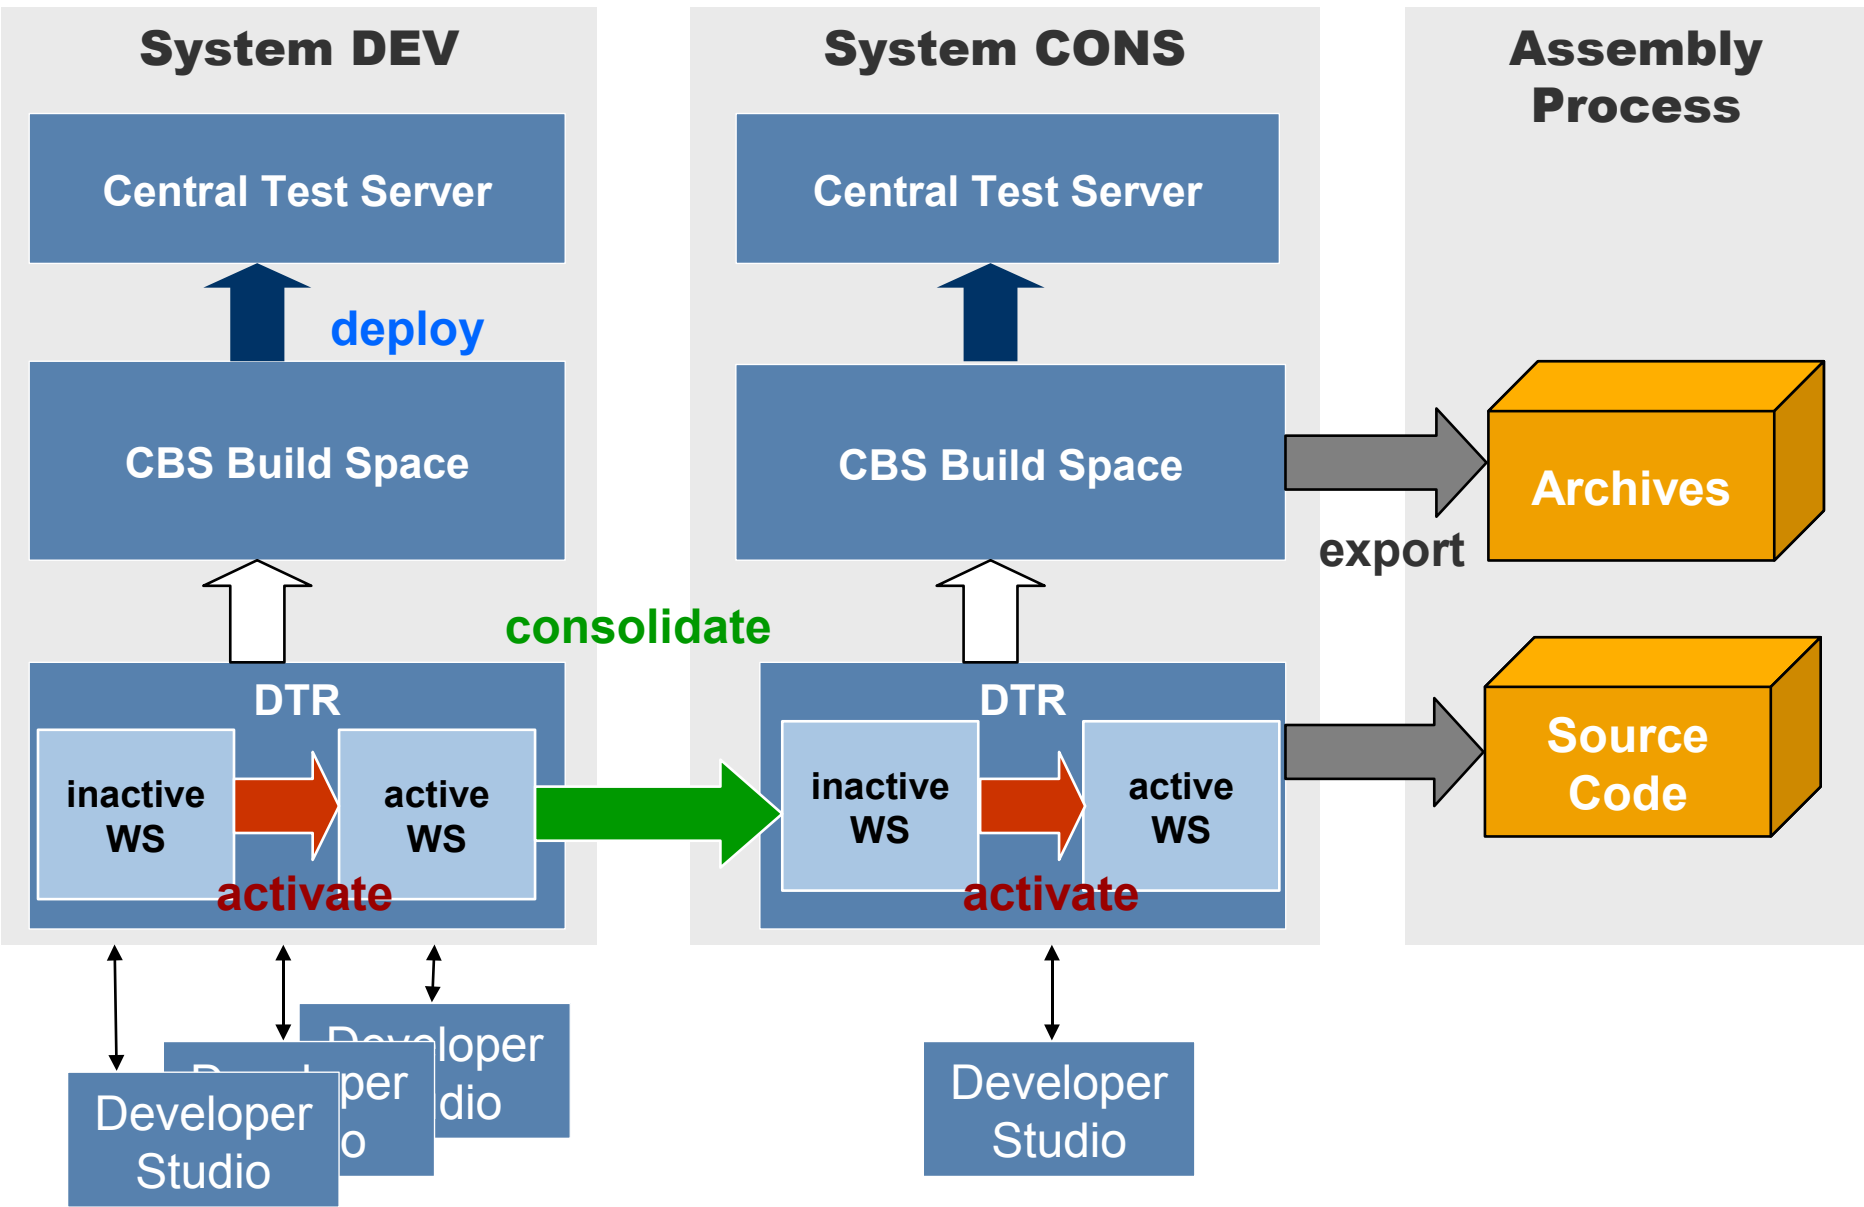 System DEV
Central Test Server
deploy
CBS Build Space
consolidate
DTR
inactive
WS
active
WS
activate
Developer
Studio
System CONS
Central Test Server
CBS Build Space
DTR
inactive
WS
active
WS
activate
Developer
Studio
Assembly
Process
Archives
export
Source
Code